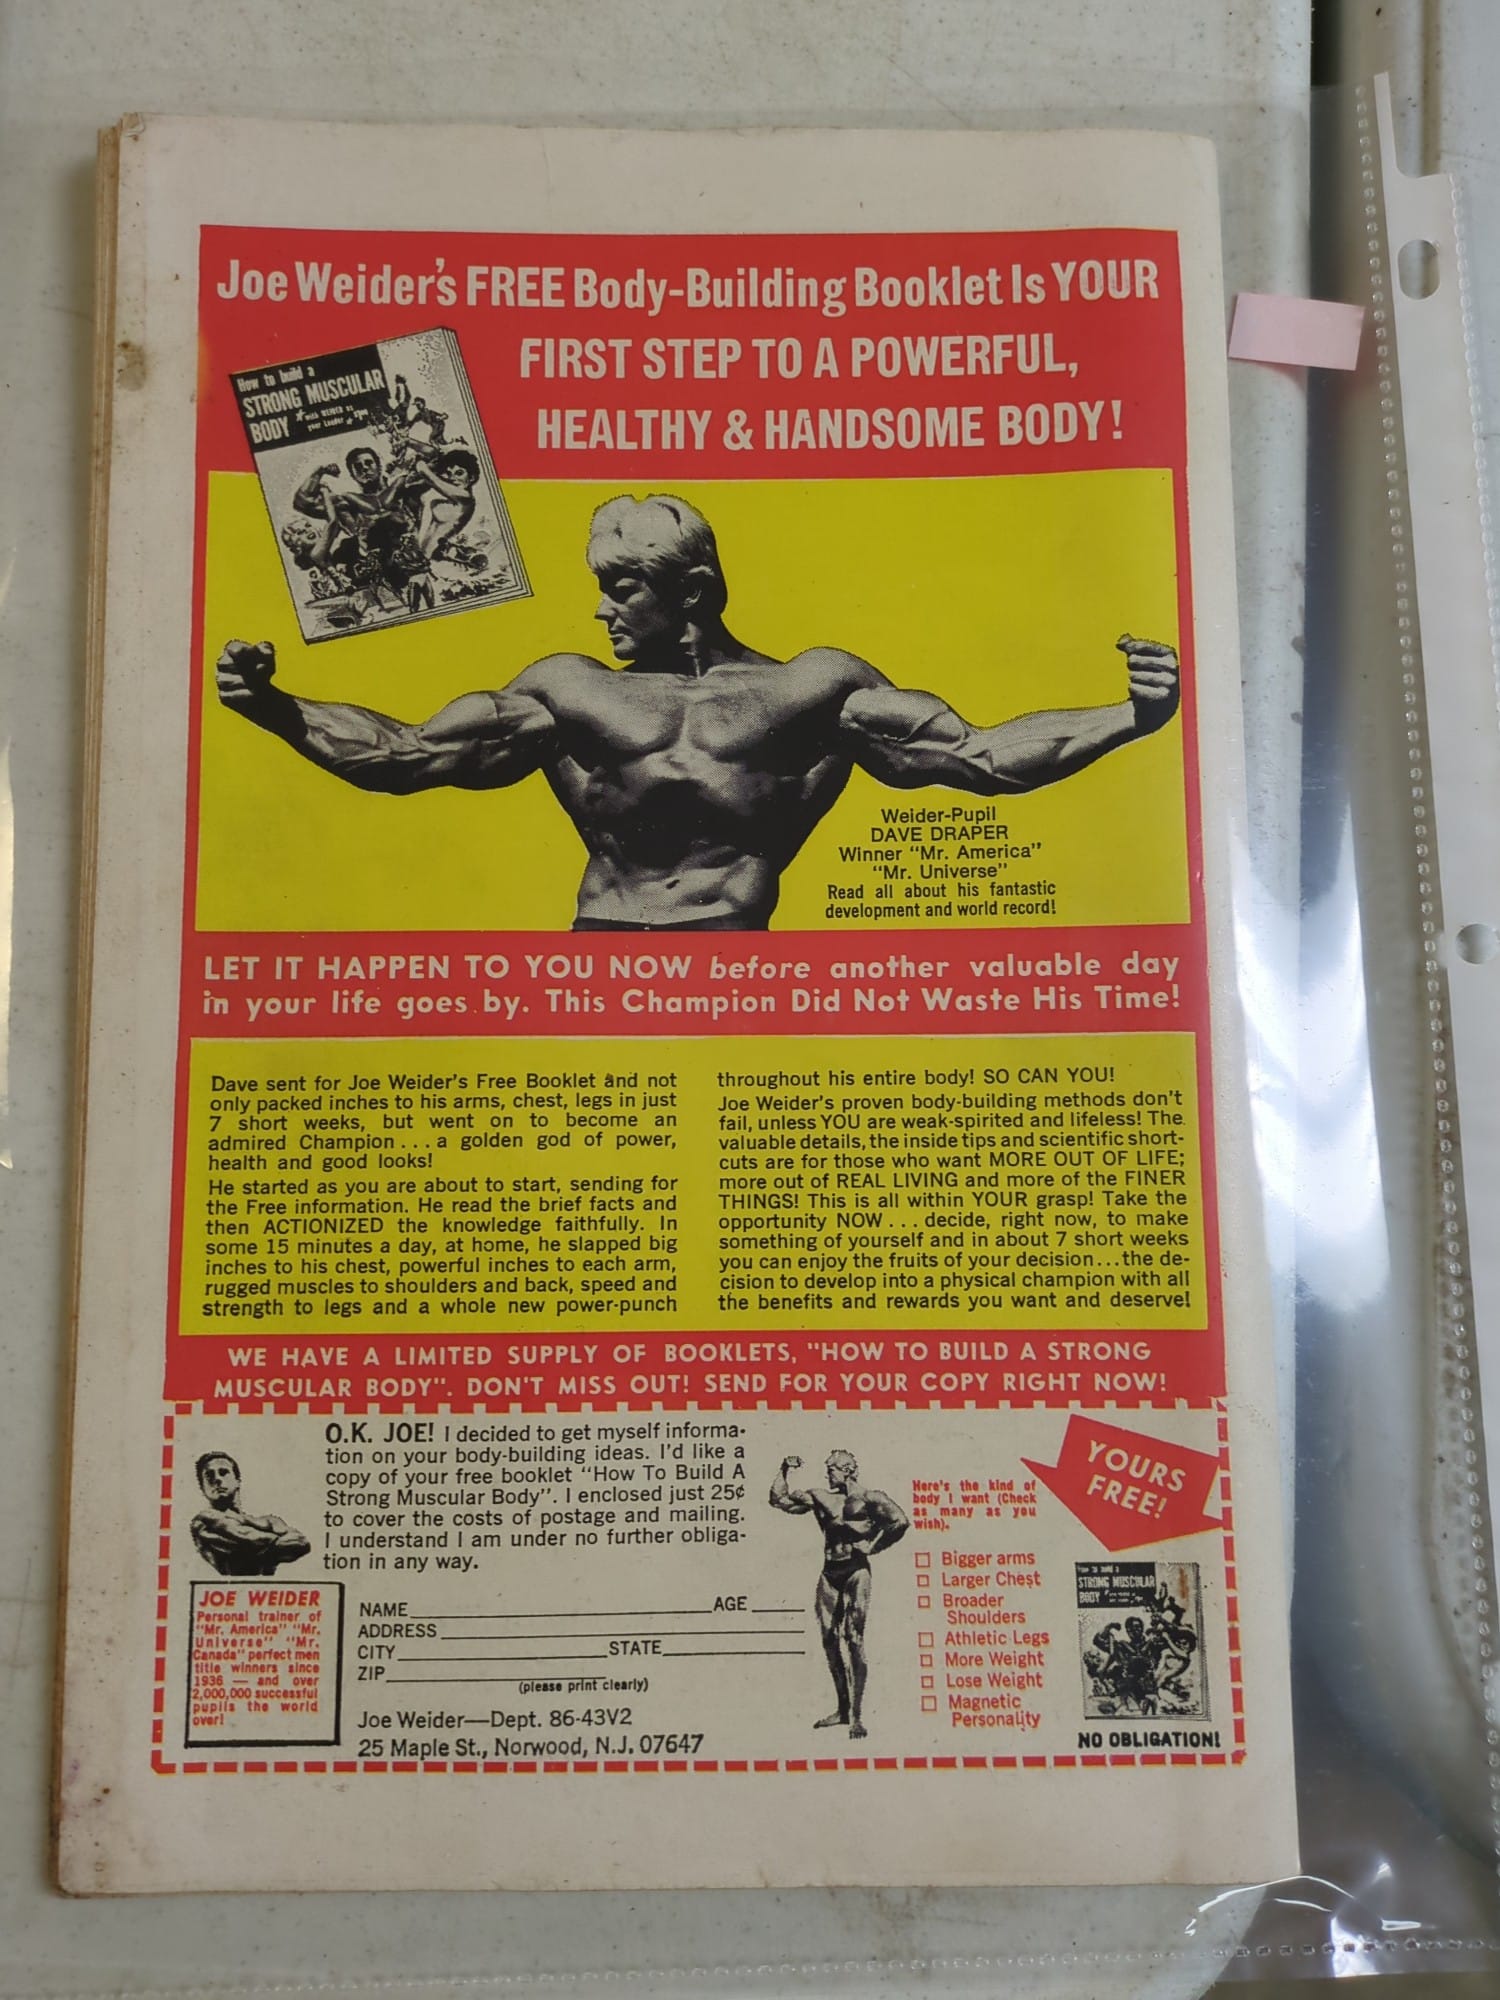 Joe Weider's FREE Body-Building Booklet Is YOUR
FIRST STEP TO A POWERFUL,
HEALTHY & HANDSOME BODY!
How to build a
STRONG MUSCULAR
BODY
Weider-Pupil
DAVE DRAPER
Winner "Mr. America"
"Mr. Universe"
Read all about his fantastic
development and world record!
LET IT HAPPEN TO YOU NOW before another valuable day
in your life goes by. This Champion Did Not Waste His Time!
Dave sent for Joe Weider's Free Booklet and not
only packed inches to his arms, chest, legs in just
7 short weeks, but went on to become an
admired Champion . . . a golden god of power,
health and good looks!
He started as you are about to start, sending for
the Free information. He read the brief facts and
then ACTIONIZED the knowledge faithfully. In
some 15 minutes a day, at home, he slapped big
inches to his chest, powerful inches to each arm,
rugged muscles to shoulders and back, speed and
strength to legs and a whole new power-punch
throughout his entire body! SO CAN YOU!
Joe Weider's proven body-building methods don't
fail, unless YOU are weak-spirited and lifeless! The
valuable details, the inside tips and scientific short-
cuts are for those who want MORE OUT OF LIFE;
more out of REAL LIVING and more of the FINER
THINGS! This is all within YOUR grasp! Take the
opportunity NOW . . . decide, right now, to make
something of yourself and in about 7 short weeks
you can enjoy the fruits of your decision...the de-
cision to develop into a physical champion with all
the benefits and rewards you want and deserve!
WE HAVE A LIMITED SUPPLY OF BOOKLETS, "HOW TO BUILD A STRONG
MUSCULAR BODY". DON'T MISS OUT! SEND FOR YOUR COPY RIGHT NOW!
O.K. JOE! I decided to get myself informa-
tion on your body-building ideas. I'd like a
copy of your free booklet "How To Build A
Strong Muscular Body". I enclosed just 25¢
to cover the costs of postage and mailing.
I understand I am under no further obliga-
tion in any way.
JOE WEIDER
Personal trainer of
"Mr. America" "Mr.
Universe" "Mr.
Canada" perfect men
title winners since
1936 — and over
2,000,000 successful
pupils the world
over!
NAME AGE
ADDRESS
CITY STATE
ZIP
(please print clearly)
Joe Weider—Dept. 86-43V2
25 Maple St., Norwood, N.J. 07647
Here's the kind of
body I want (Check
as many as you
wish).
Bigger arms
Larger Chest
Broader
Shoulders
Athletic Legs
More Weight
Lose Weight
Magnetic
Personality
YOURS
FREE!
STRONG MUSCULAR
BODY
NO OBLIGATION!